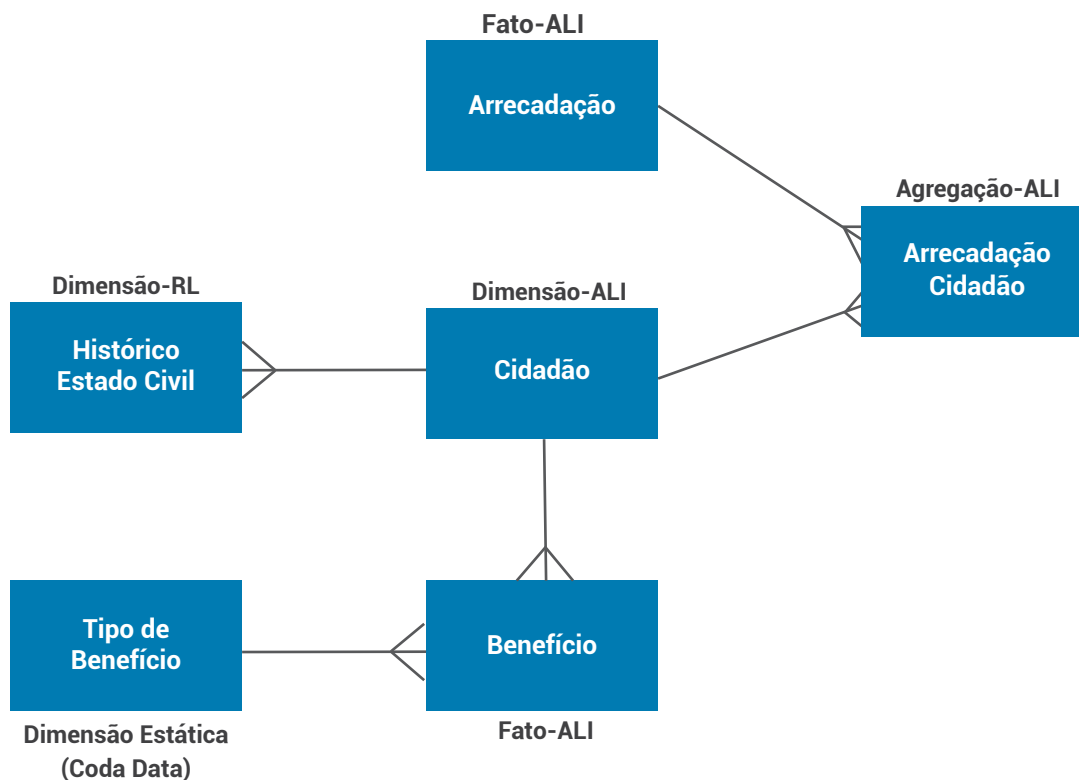 Fato-ALI
Arrecadação
Agregação-ALI
Arrecadação
Cidadão
Dimensão-RL
Histórico
Estado Civil
Dimensão-ALI
Cidadão
Tipo de
Benefício
Dimensão Estática
(Coda Data)
Benefício
Fato-ALI